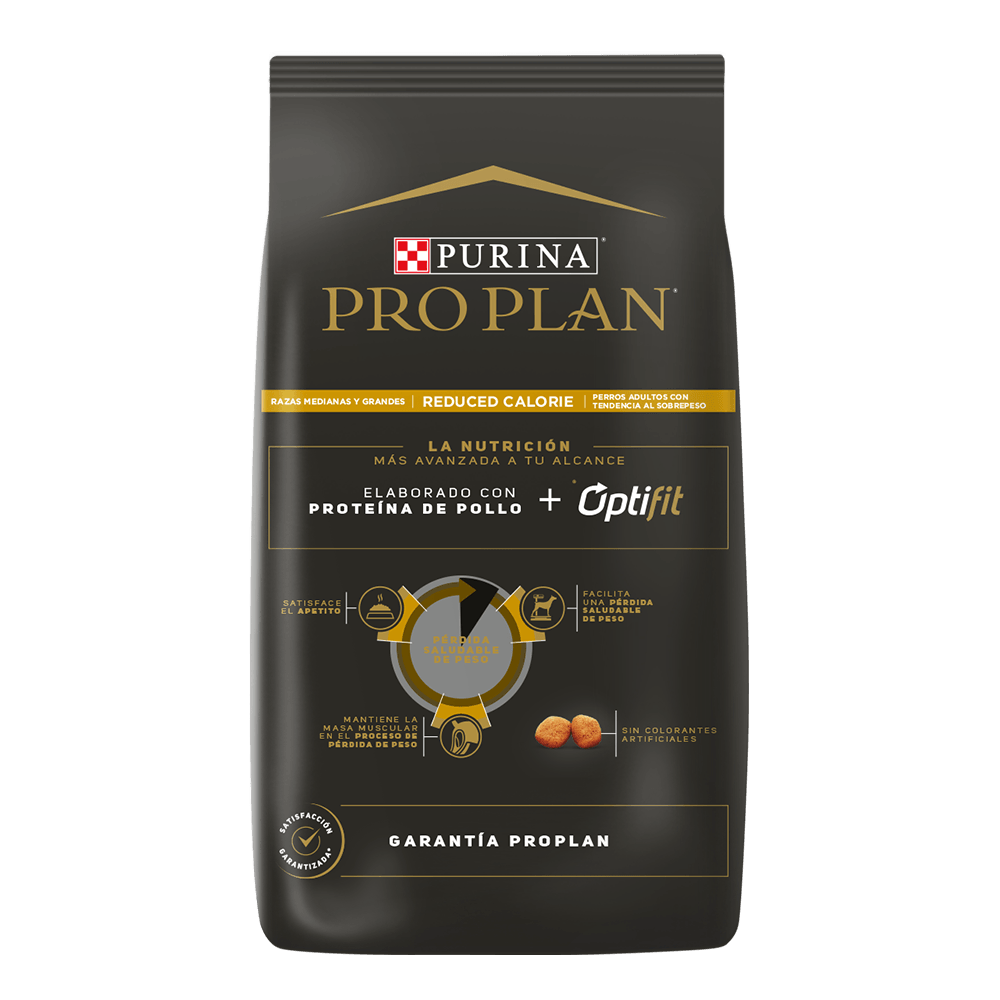 PURINA®
PRO PLAN®
RAZAS MEDIANAS Y GRANDES | REDUCED CALORIE | PERROS ADULTOS CON
TENDENCIA AL SOBREPESO
LA NUTRICIÓN
MÁS AVANZADA A TU ALCANCE
ELABORADO CON
PROTEÍNA DE POLLO + Optifit
SATISFACE
EL APETITO
FACILITA
UNA PÉRDIDA
SALUDABLE
DE PESO
PÉRDIDA
SALUDABLE
DE PESO
MANTIENE LA
MASA MUSCULAR
EN EL PROCESO DE
PÉRDIDA DE PESO
SIN COLORANTES
ARTIFICIALES
SATISFACCIÓN
GARANTIZADA*
GARANTÍA PROPLAN